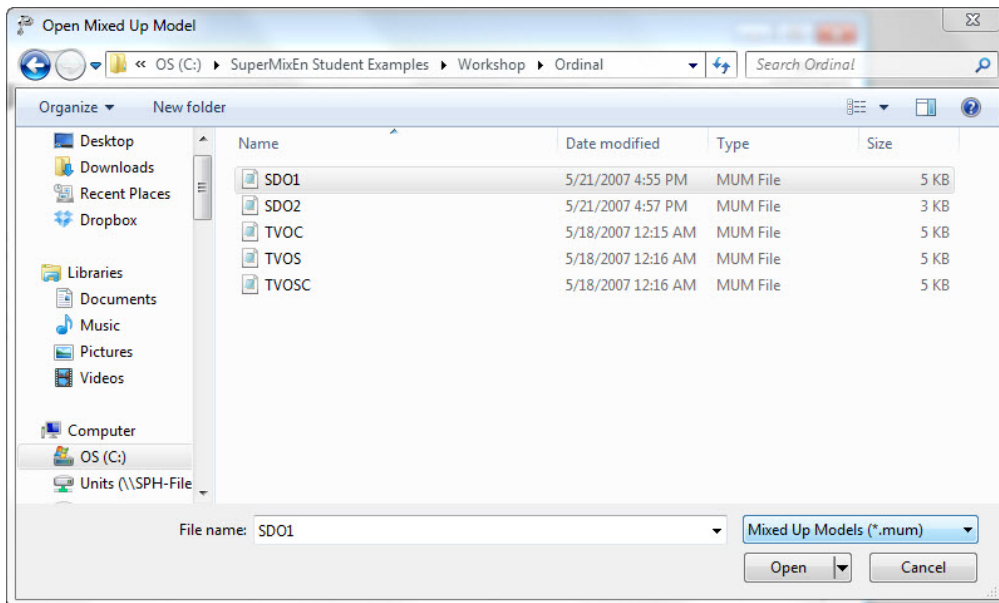 Open Mixed Up Model
« OS (C:) ▸ SuperMixEn Student Examples ▸ Workshop ▸ Ordinal
Search Ordinal
Organize
New folder
Desktop
Downloads
Recent Places
Dropbox
Libraries
Documents
Music
Pictures
Videos
Computer
OS (C:)
Units (\\SPH-File
Name Date modified Type Size
SDO1 5/21/2007 4:55 PM MUM File 5 KB
SDO2 5/21/2007 4:57 PM MUM File 3 KB
TVOC 5/18/2007 12:15 AM MUM File 5 KB
TVOS 5/18/2007 12:16 AM MUM File 5 KB
TVOSC 5/18/2007 12:16 AM MUM File 5 KB
File name: SDO1
Mixed Up Models (*.mum)
Open
Cancel